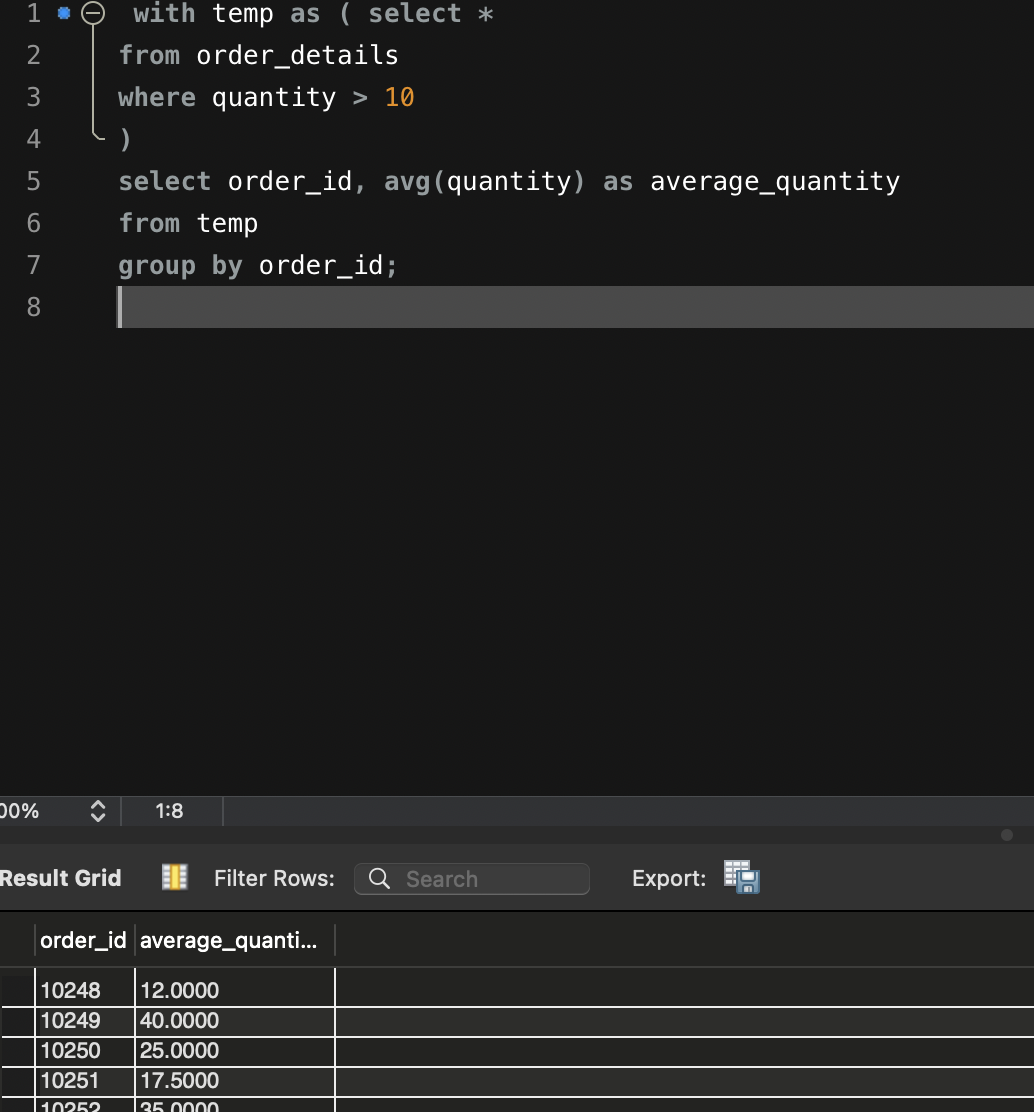 1 with temp as ( select *
2 from order_details
3 where quantity > 10
4 )
5 select order_id, avg(quantity) as average_quantity
6 from temp
7 group by order_id;
8
00% 1:8
Result Grid Filter Rows: Search Export:
order_id average_quanti...
10248 12.0000
10249 40.0000
10250 25.0000
10251 17.5000
10252 35.0000